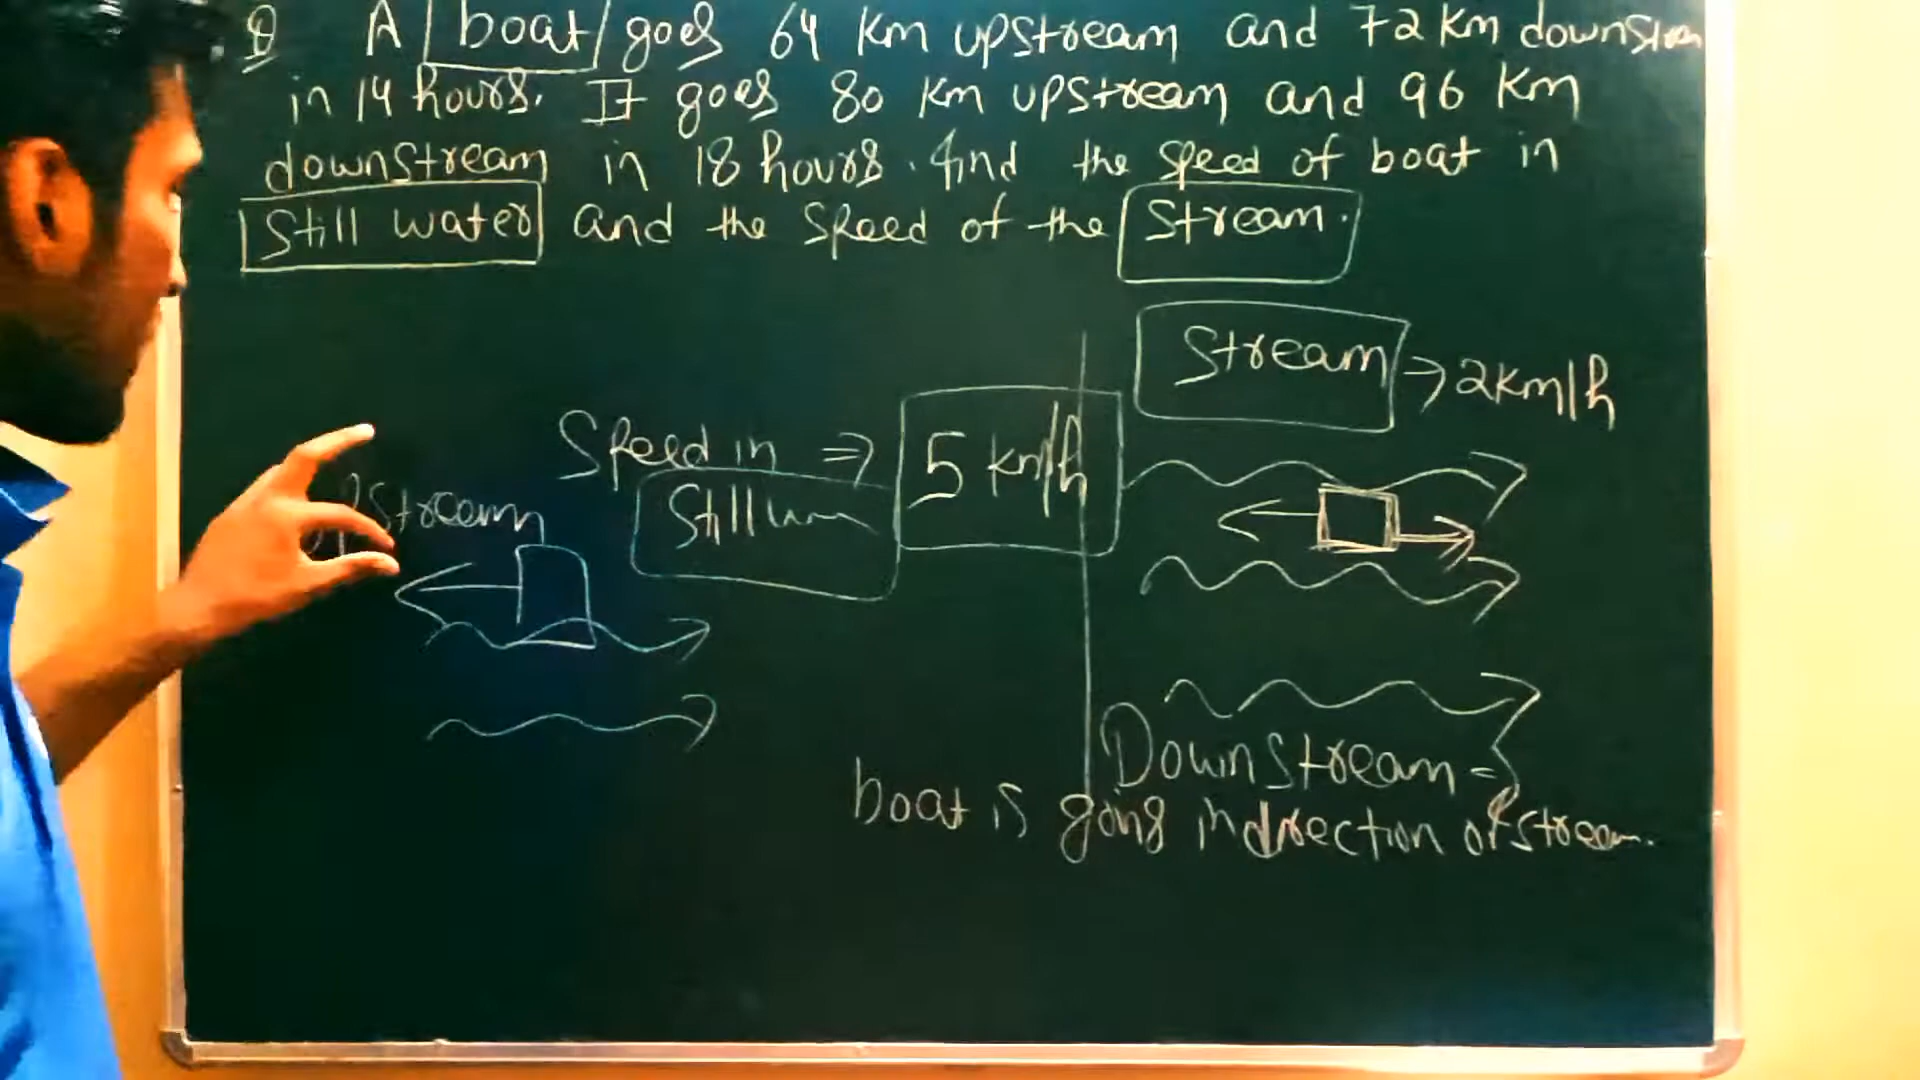 Q A boat goes 64 km upstream and 72 km downstream
in 14 hours. It goes 80 km upstream and 96 km
downstream in 18 hours. find the speed of boat in
Still water and the speed of the Stream.
Stream → 2km/h
Speed in ⇒ 5 km/h
Still
upstream
Downstream ⇒
boat is going in direction of stream.